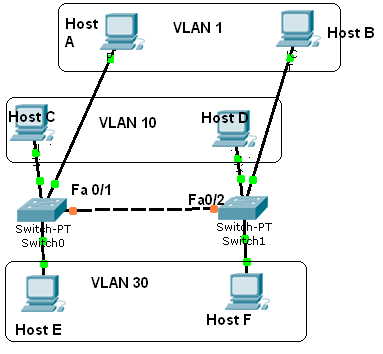 Host
A
VLAN 1
Host B
Host C
VLAN 10
Host D
Fa 0/1
Fa0/2
Switch-PT
Switch0
Switch-PT
Switch1
VLAN 30
Host E
Host F